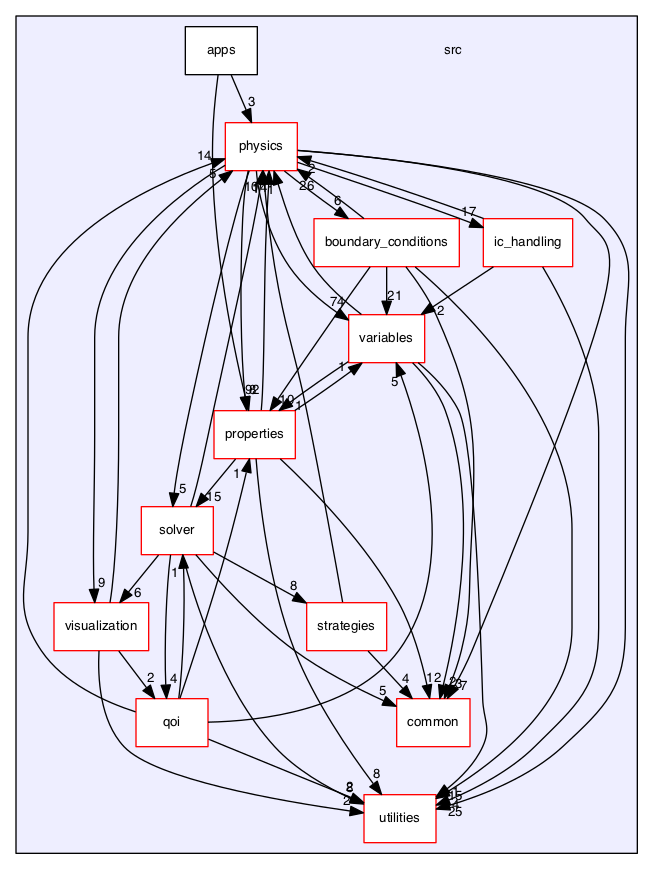 apps
src
3
physics
14
5
2
26
6
17
boundary_conditions
ic_handling
74
21
2
variables
1
5
10
1
properties
1
5
15
solver
1
8
9
6
visualization
strategies
2
4
4
5
12
7
qoi
common
8
2
25
utilities